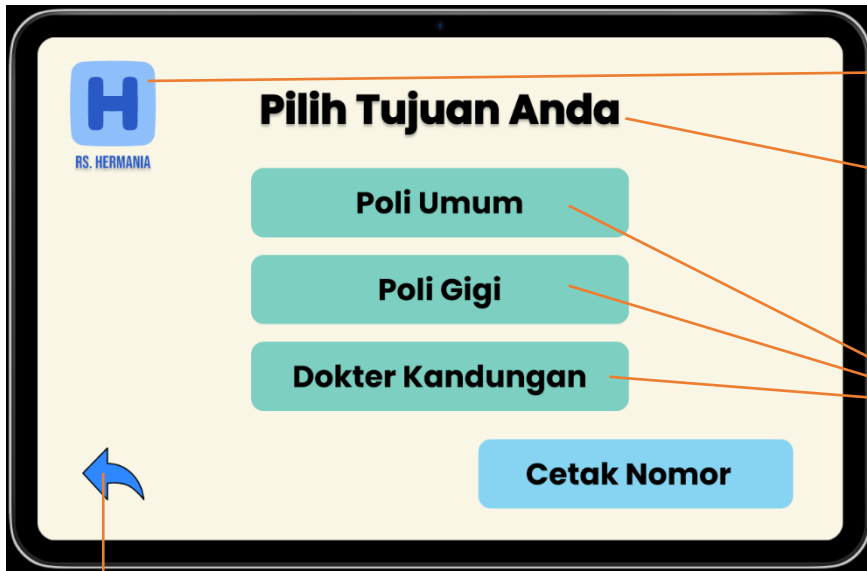 H
Pilih Tujuan Anda
RS. HERMANIA
Poli Umum
Poli Gigi
Dokter Kandungan
Cetak Nomor